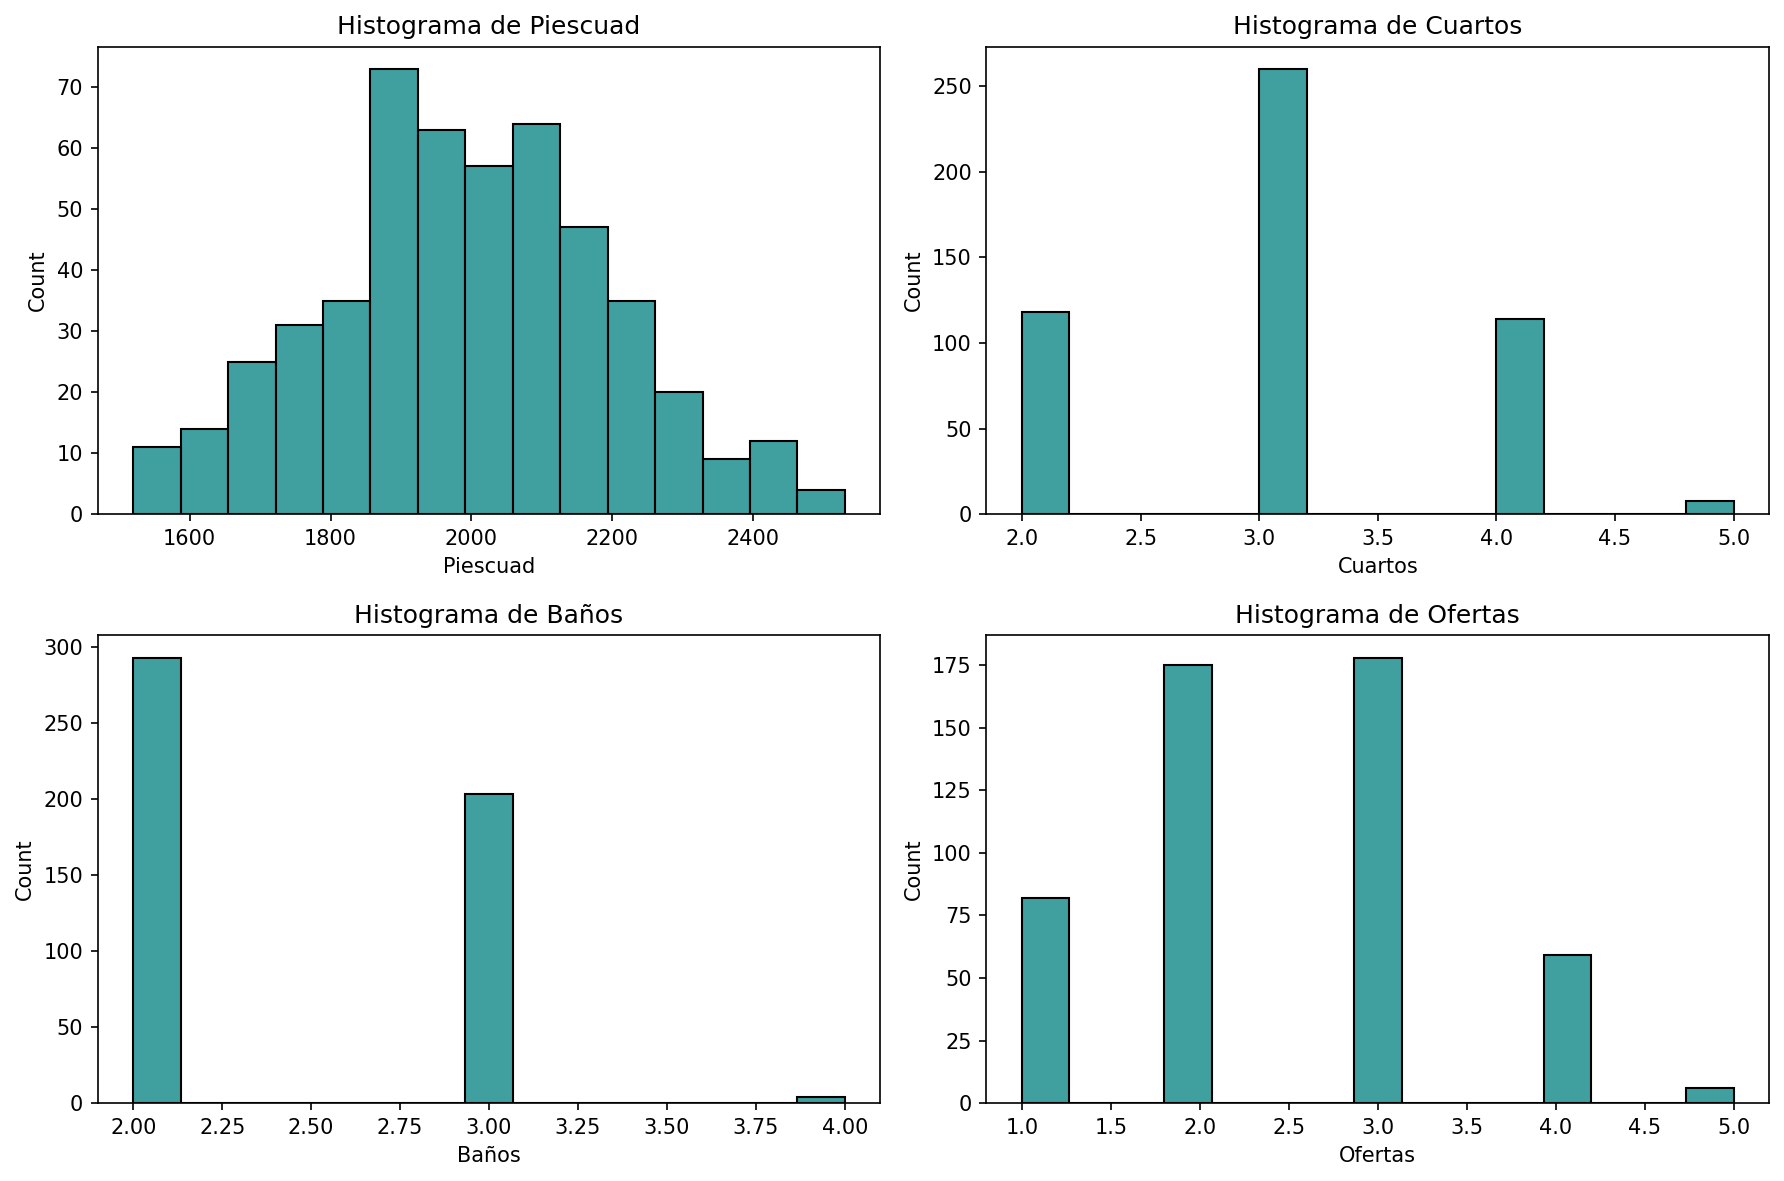 Histograma de Piescuad
70
60
50
40
30
20
10
0
Count
1600 1800 2000 2200 2400
Piescuad
Histograma de Cuartos
250
200
150
100
50
0
Count
2.0 2.5 3.0 3.5 4.0 4.5 5.0
Cuartos
Histograma de Baños
300
250
200
150
100
50
0
Count
2.00 2.25 2.50 2.75 3.00 3.25 3.50 3.75 4.00
Baños
Histograma de Ofertas
175
150
125
100
75
50
25
0
Count
1.0 1.5 2.0 2.5 3.0 3.5 4.0 4.5 5.0
Ofertas